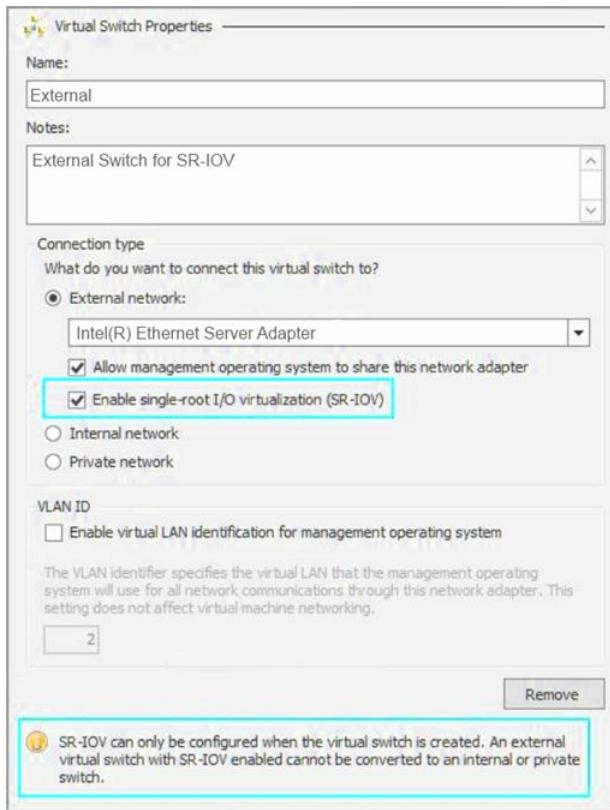 Virtual Switch Properties
Name:
External
Notes:
External Switch for SR-IOV
Connection type
What do you want to connect this virtual switch to?
External network:
Intel(R) Ethernet Server Adapter
Allow management operating system to share this network adapter
Enable single-root I/O virtualization (SR-IOV)
Internal network
Private network
VLAN ID
Enable virtual LAN identification for management operating system
The VLAN identifier specifies the virtual LAN that the management operating
system will use for all network communications through this network adapter. This
setting does not affect virtual machine networking.
2
Remove
SR-IOV can only be configured when the virtual switch is created. An external
virtual switch with SR-IOV enabled cannot be converted to an internal or private
switch.